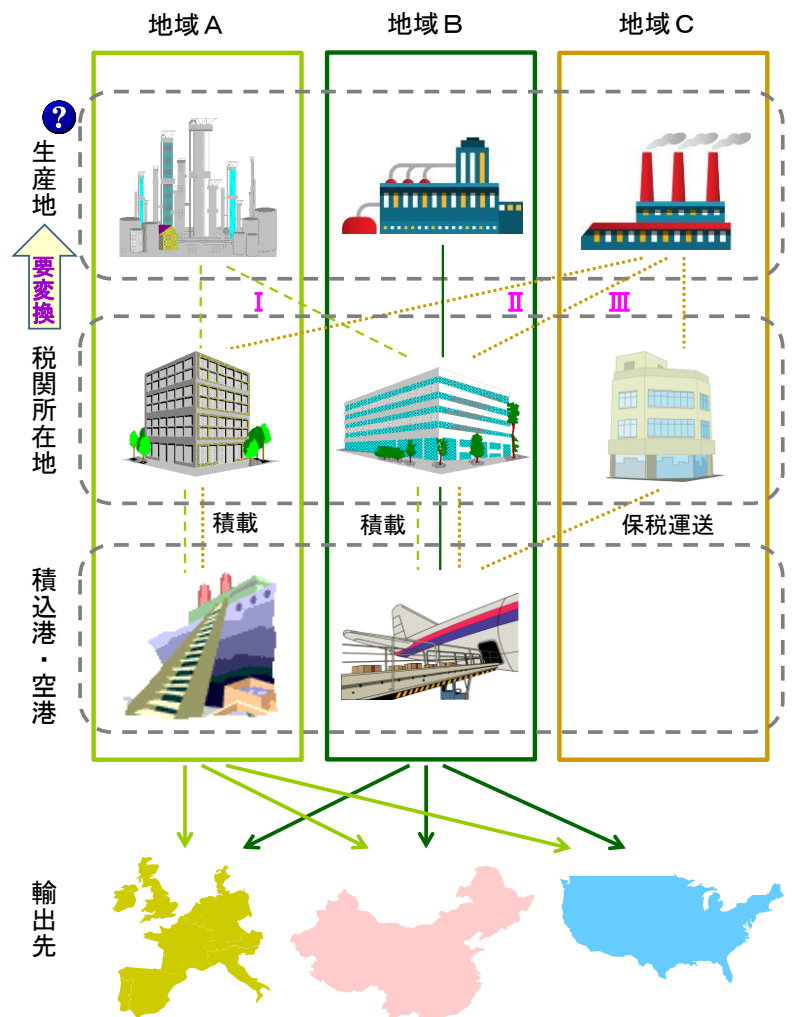 地域A
地域B
地域C
?
生産地
要変換
Ⅰ
Ⅱ
Ⅲ
税関所在地
積載
積載
保税運送
積込港・空港
輸出先